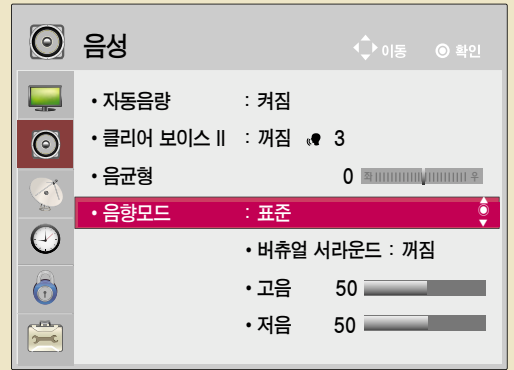 음성 이동 확인
• 자동음량 : 켜짐
• 클리어 보이스 II : 꺼짐 3
• 음균형 0 좌 우
• 음향모드 : 표준
• 버츄얼 서라운드 : 꺼짐
• 고음 50
• 저음 50